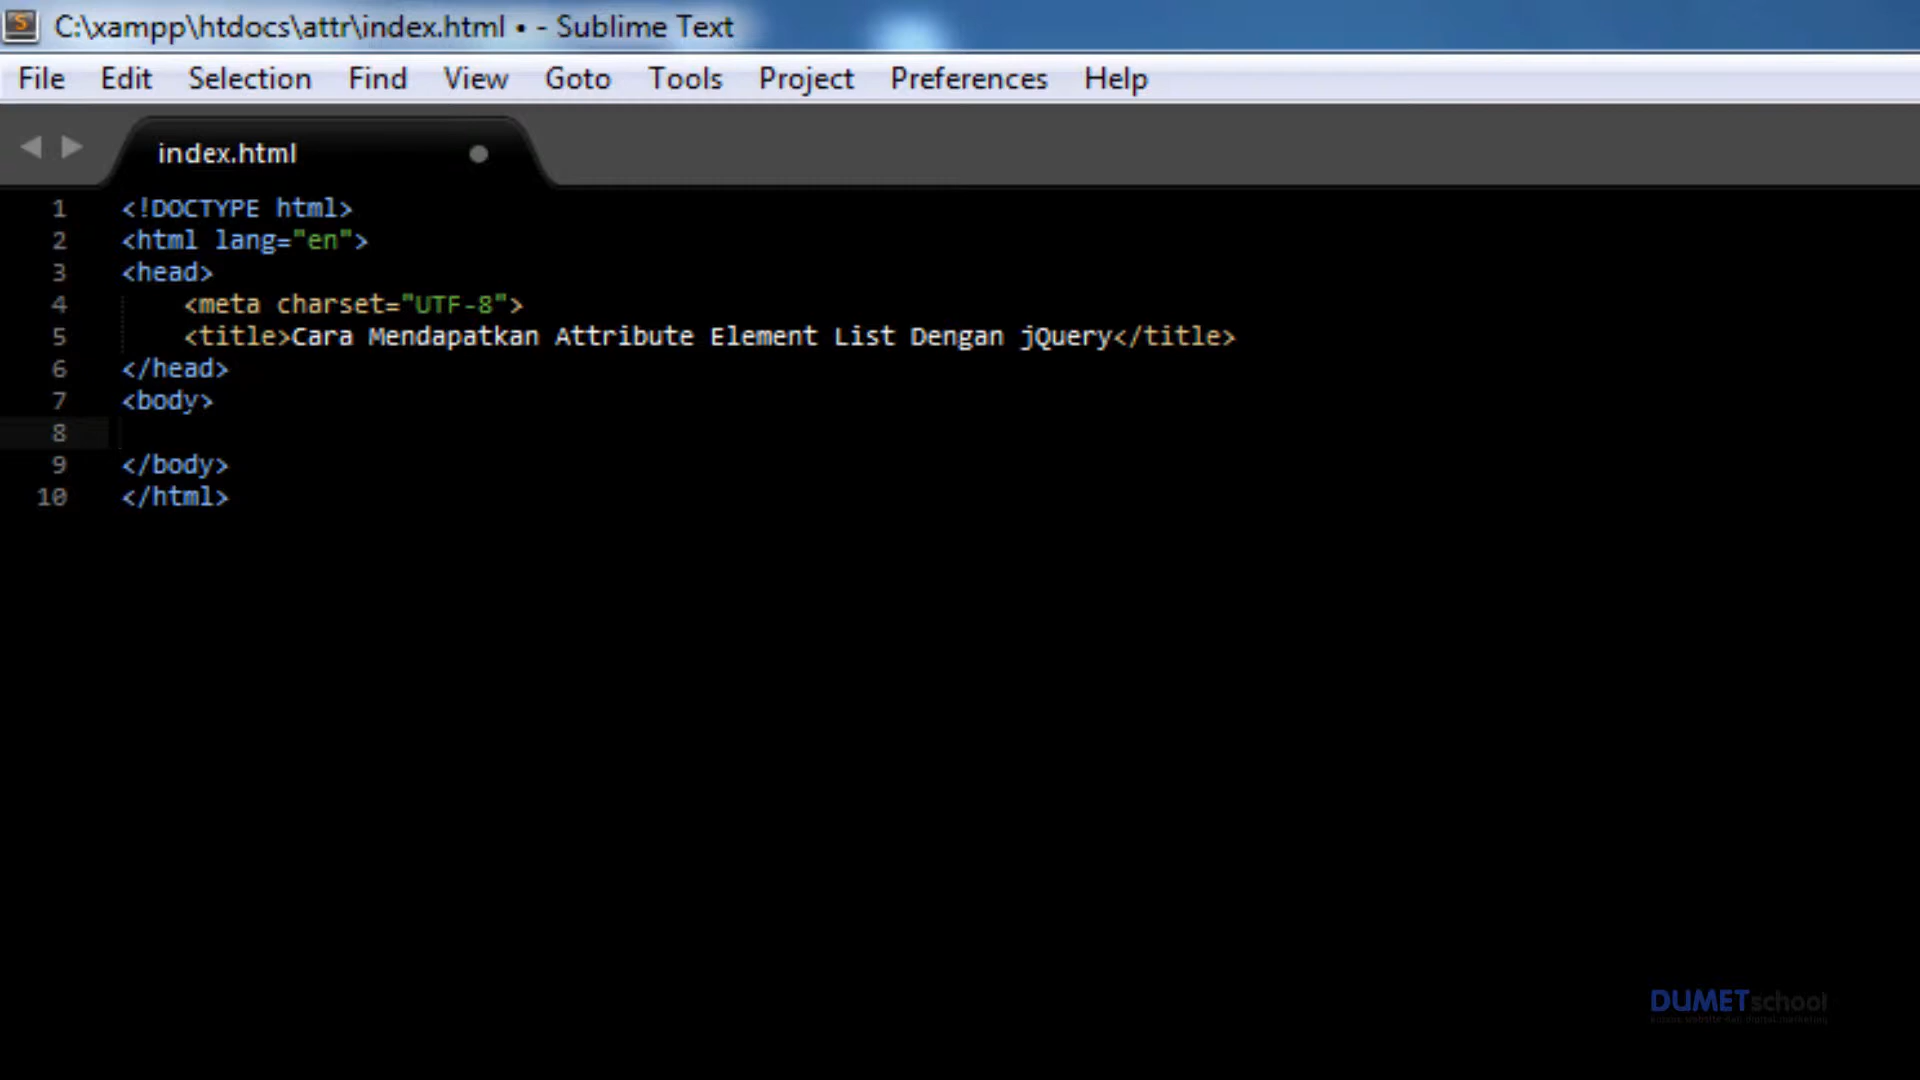 C:\xampp\htdocs\attr\index.html • - Sublime Text
File Edit Selection Find View Goto Tools Project Preferences Help
index.html
1 <!DOCTYPE html>
2 <html lang="en">
3 <head>
4 <meta charset="UTF-8">
5 <title>Cara Mendapatkan Attribute Element List Dengan jQuery</title>
6 </head>
7 <body>
8
9 </body>
10 </html>
DUMETschool